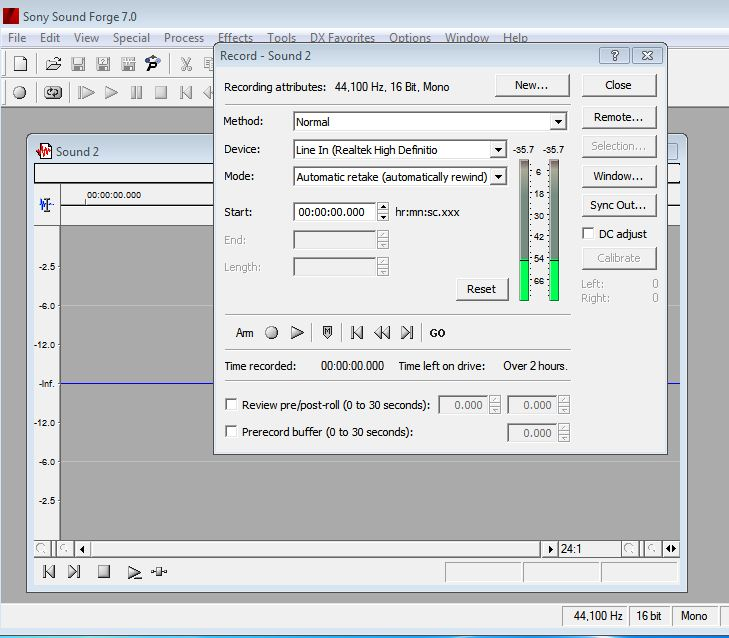 Sony Sound Forge 7.0
File Edit View Special Process Effects Tools DX Favorites Options Window Help
Record - Sound 2
Recording attributes: 44,100 Hz, 16 Bit, Mono
New...
Close
Method: Normal
Remote...
Device: Line In (Realtek High Definitio
-35.7 -35.7
Selection...
Mode: Automatic retake (automatically rewind)
Window...
Start: 00:00:00.000 hr:mn:sc.xxx
Sync Out...
End:
DC adjust
Length:
Calibrate
6
18
30
42
54
66
Left: 0
Right: 0
Reset
Arm
GO
Time recorded: 00:00:00.000 Time left on drive: Over 2 hours.
Review pre/post-roll (0 to 30 seconds): 0.000 0.000
Prerecord buffer (0 to 30 seconds): 0.000
Sound 2
00:00:00.000
-2.5
-6.0
-12.0
-Inf.
-12.0
-6.0
-2.5
24:1
44,100 Hz 16 bit Mono